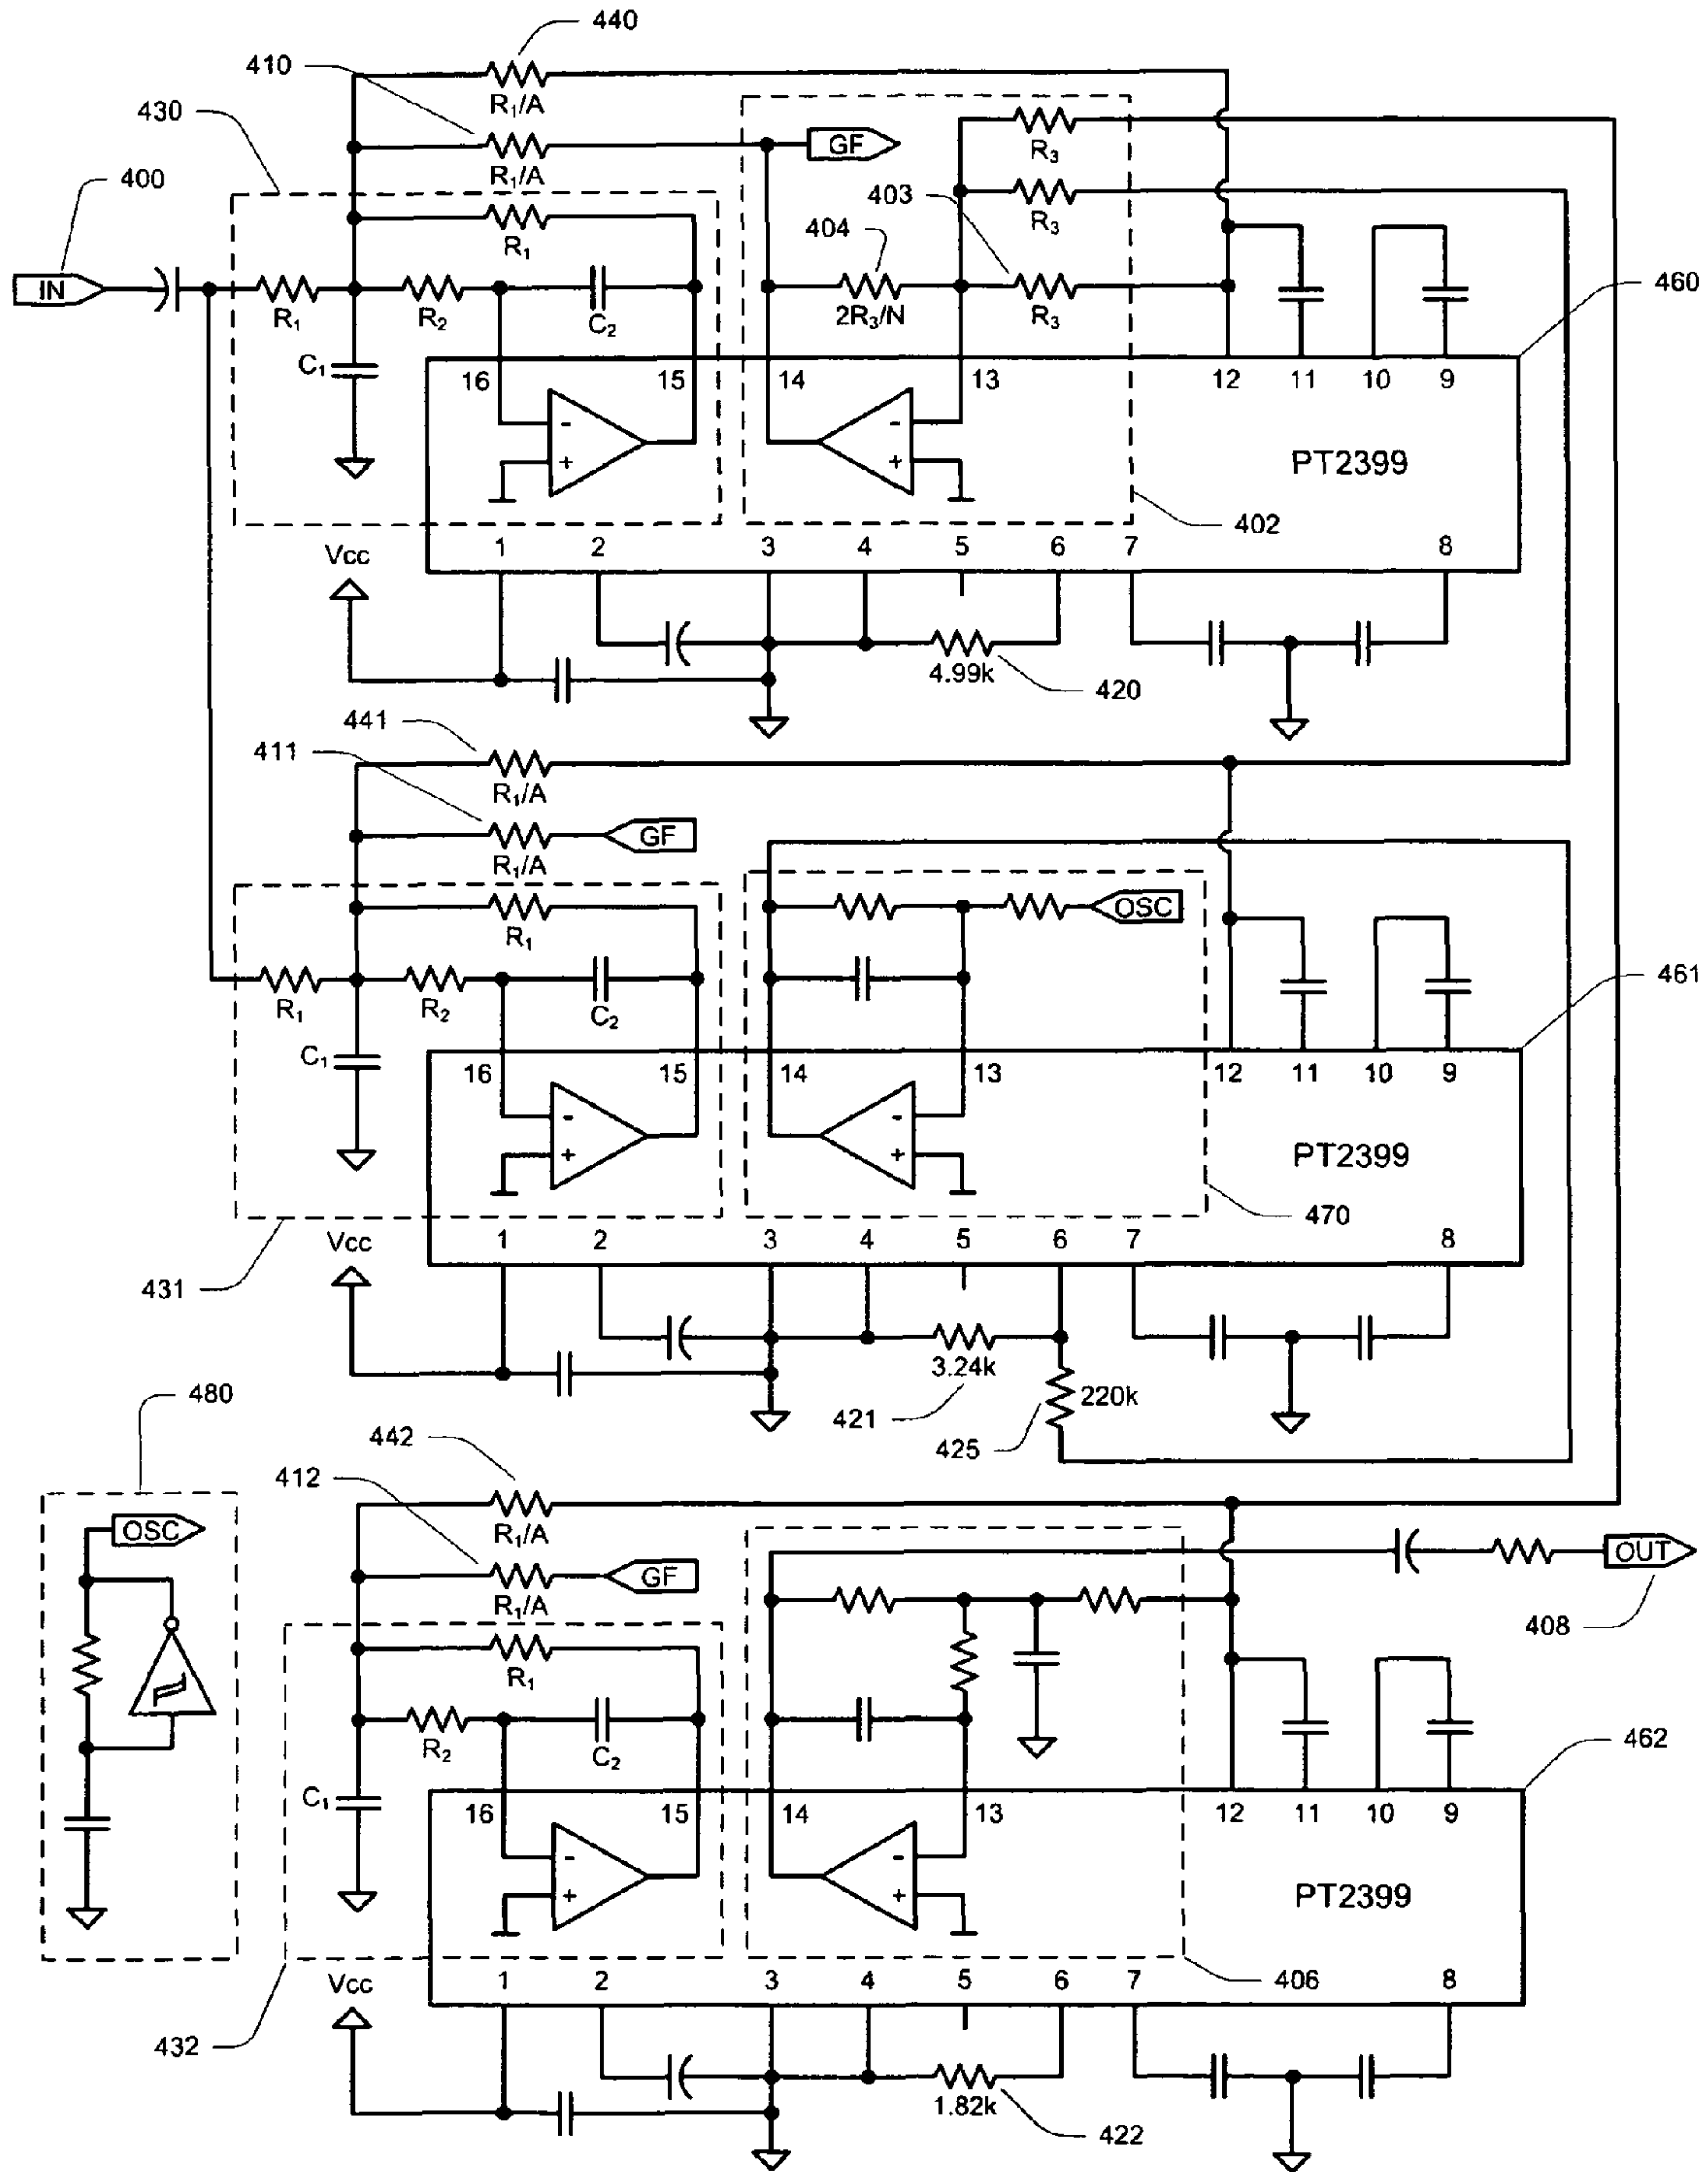 440
410
R₁/A
430
GF
R₃
400
R₁/A
403
404
R₃
R₁
IN
460
R₁
R₂
C₂
2R₃/N
R₃
C₁
16
15
14
13
12
11
10
9
-
-
+
+
PT2399
402
Vcc
1
2
3
4
5
6
7
8
4.99k
420
441
411
R₁/A
GF
R₁/A
OSC
R₁
461
R₁
R₂
C₂
C₁
16
15
14
13
12
11
10
9
-
-
+
+
PT2399
470
Vcc
1
2
3
4
5
6
7
8
431
3.24k
480
421
220k
442
425
412
OSC
R₁/A
GF
OUT
R₁/A
408
R₁
R₂
C₂
462
C₁
16
15
14
13
12
11
10
9
-
-
+
+
PT2399
Vcc
1
2
3
4
5
6
406
7
8
432
1.82k
422